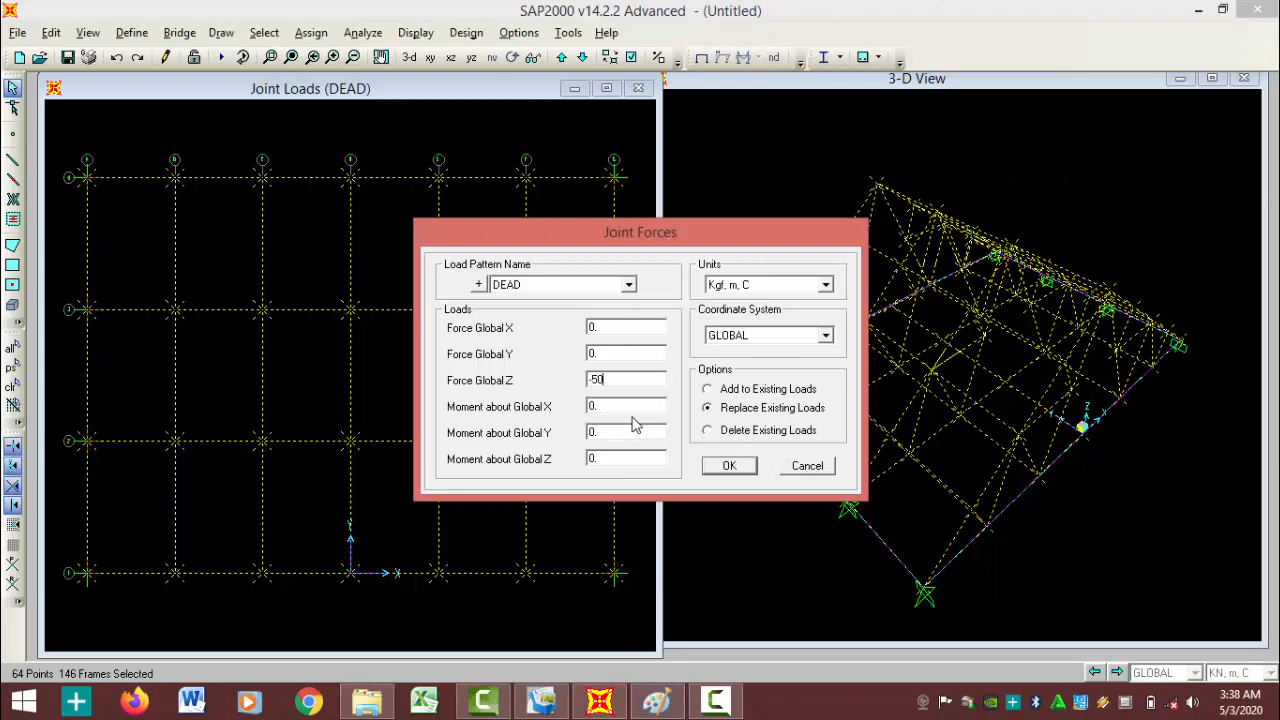 SAP2000 v14.2.2 Advanced - (Untitled)
File Edit View Define Bridge Draw Select Assign Analyze Display Design Options Tools Help
3-d xy xz yz nv nd
Joint Loads (DEAD)
3-D View
Joint Forces
Load Pattern Name
+ DEAD
Units
Kgf, m, C
Loads
Force Global X 0.
Force Global Y 0.
Force Global Z -50
Moment about Global X 0.
Moment about Global Y 0.
Moment about Global Z 0.
Coordinate System
GLOBAL
Options
Add to Existing Loads
Replace Existing Loads
Delete Existing Loads
OK Cancel
all
ps
clr
Y
X
Z
X
64 Points 146 Frames Selected
GLOBAL
KN, m, C
3:38 AM
5/3/2020